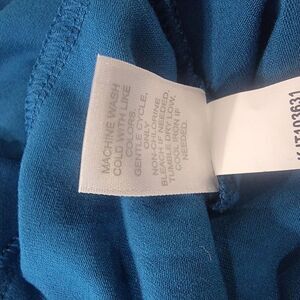 MACHINE WASH
COLD WITH LIKE
COLORS,
GENTLE CYCLE,
ONLY
NON-CHLORINE
BLEACH IF NEEDED,
TUMBLE DRY LOW,
COOL IRON IF
NEEDED.